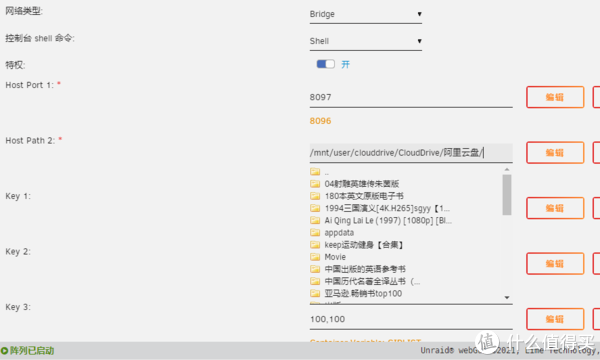 网络类型:
Bridge
控制台 shell 命令:
Shell
特权:
开
Host Port 1: *
8097
编辑
8096
Host Path 2: *
/mnt/user/clouddrive/CloudDrive/阿里云盘/
编辑
..
04射雕英雄传朱茵版
180本英文原版电子书
1994三国演义[4K.H265]sgyy【1...
Key 1:
编辑
Ai Qing Lai Le (1997) [1080p] [Bl...
appdata
keep运动健身【合集】
Key 2:
Movie
编辑
中国出版的英语参考书
中国历代名著全译丛书（...
亚马逊.畅销书top100
Key 3:
100,100
编辑
阵列已启动
值 什么值得买